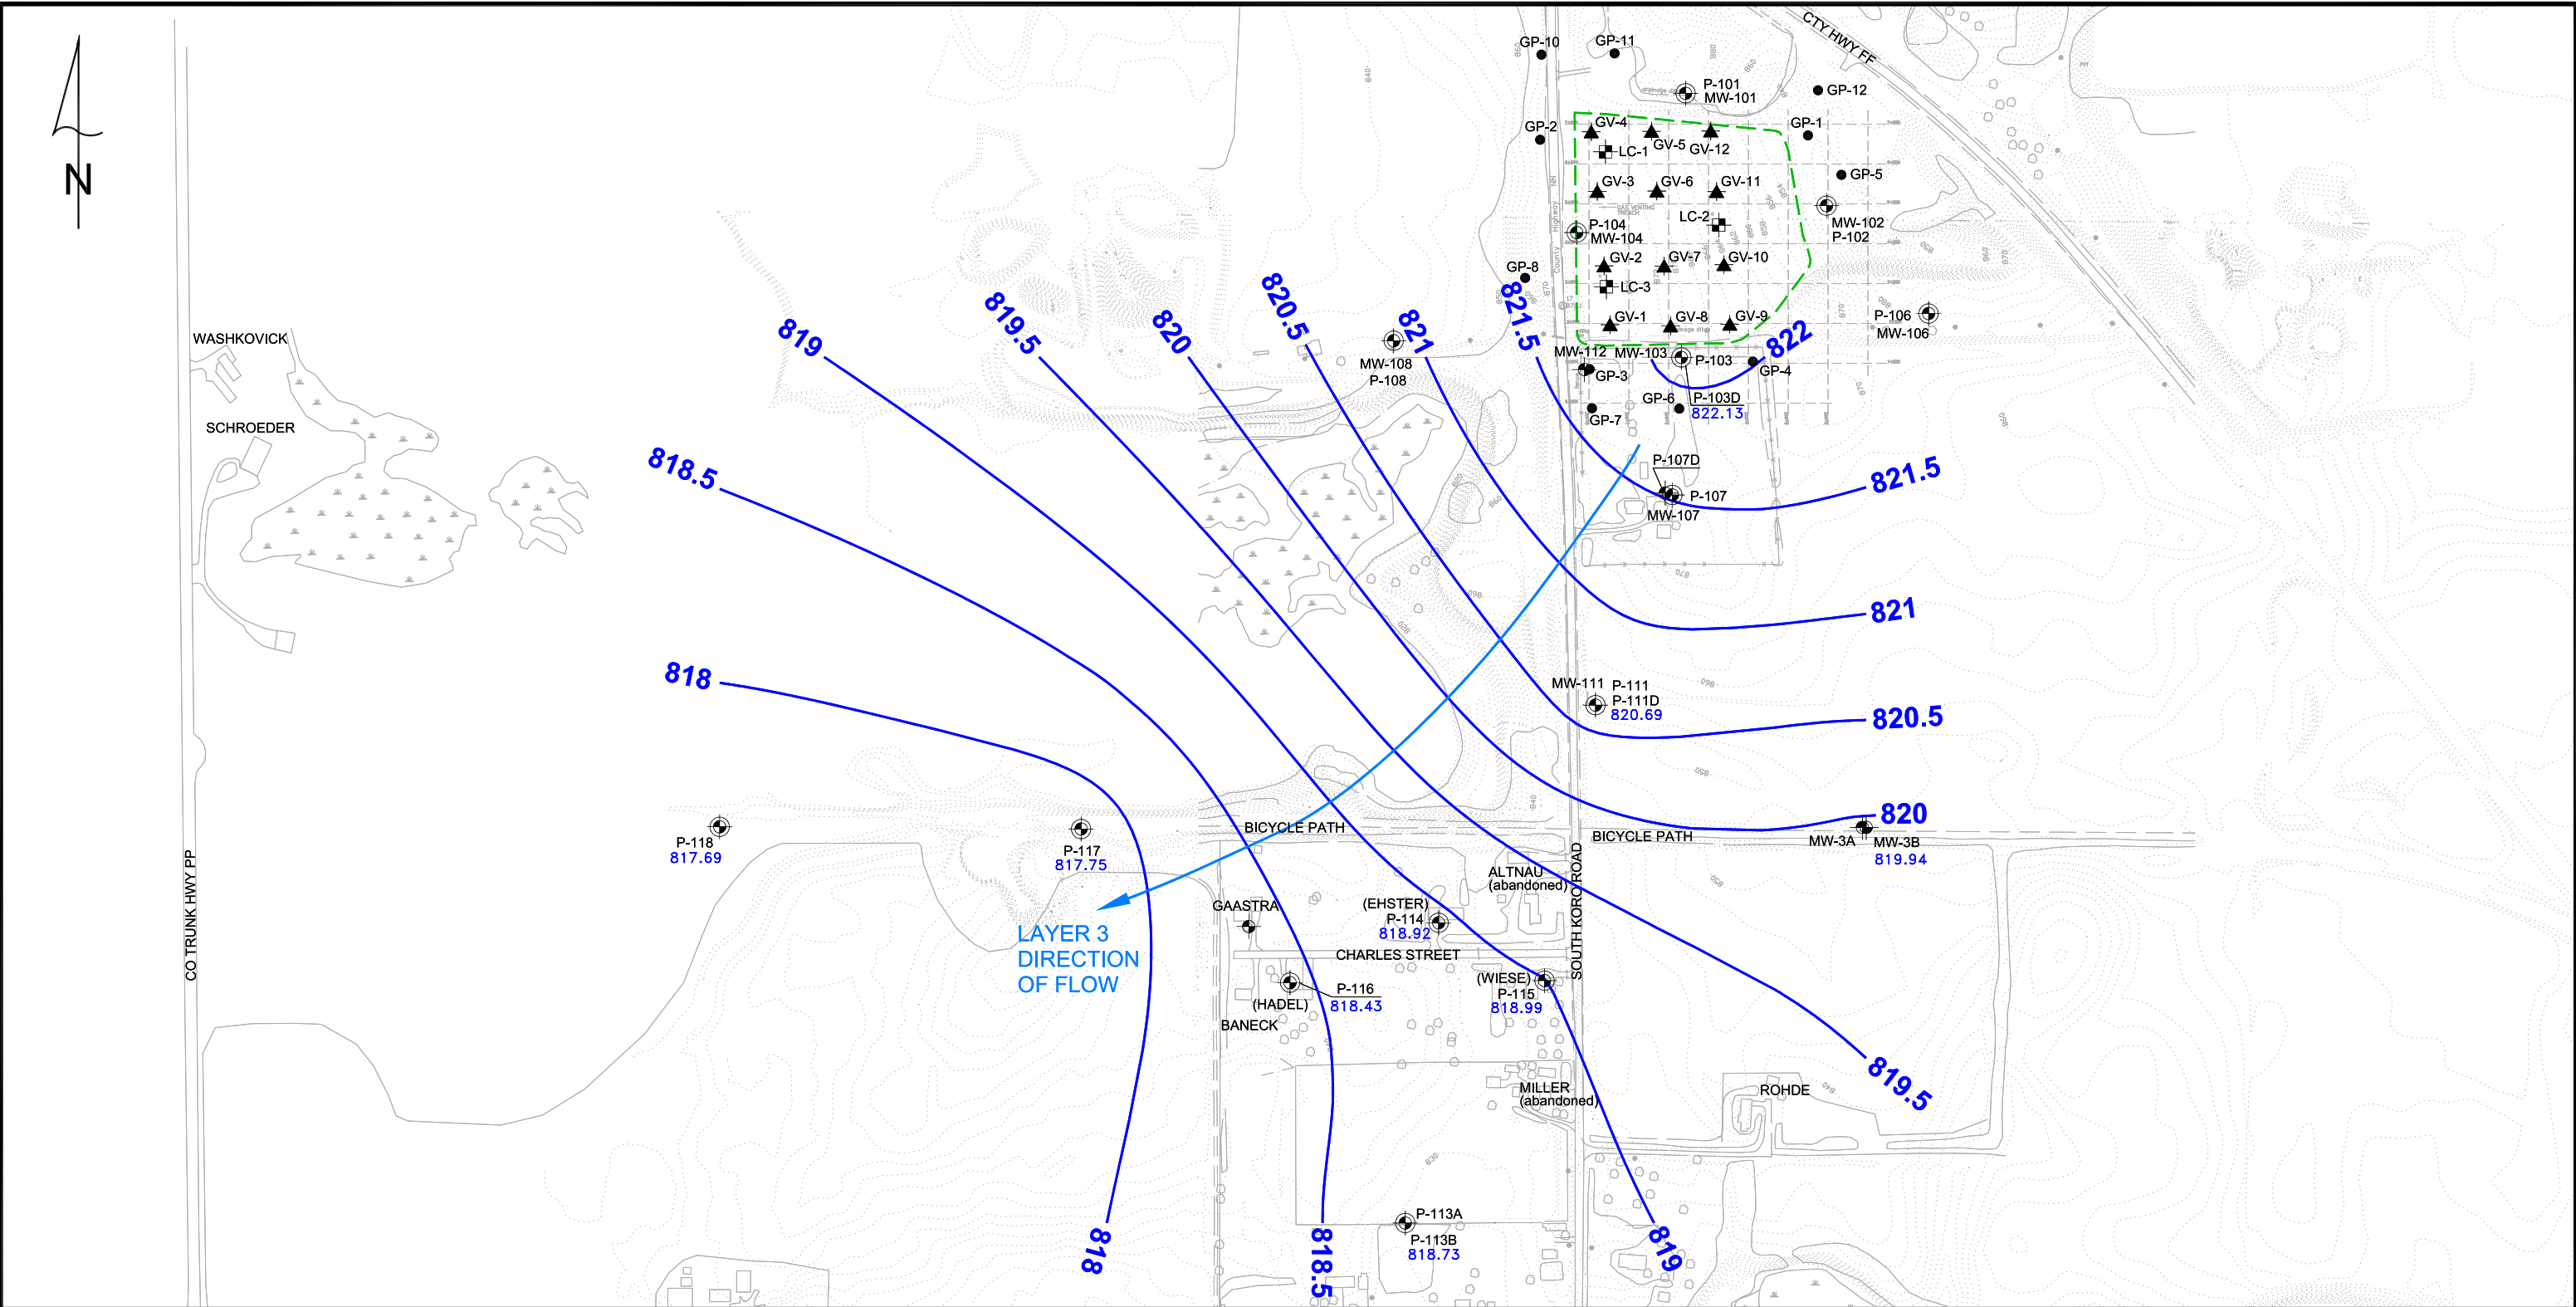 CTY HWY FF
GP-10
GP-11
P-101
MW-101
GP-12
GP-2
GV-4
GV-5
GV-12
GP-1
LC-1
GP-5
GV-3
GV-6
GV-11
GAS VENTING
TRENCH
LC-2
P-104
MW-104
MW-102
P-102
County Highway NN
GV-2
GV-7
GV-10
GP-8
LC-3
GV-1
GV-8
GV-9
P-106
MW-106
N
819
819.5
820
820.5
821
821.5
822
WASHKOVICK
MW-108
P-108
MW-112
MW-103
P-103
GP-3
GP-4
SCHROEDER
GP-6
GP-7
P-103D
822.13
818.5
P-107D
P-107
MW-107
821.5
821
818
MW-111
P-111
P-111D
820.69
820.5
820
P-118
817.69
P-117
817.75
BICYCLE PATH
BICYCLE PATH
MW-3A
MW-3B
819.94
CO TRUNK HWY PP
SOUTH KORO ROAD
ALTNAU
(abandoned)
GAASTRA
(EHSTER)
P-114
818.92
LAYER 3
DIRECTION
OF FLOW
CHARLES STREET
(WIESE)
P-115
818.99
(HADEL)
P-116
818.43
BANECK
MILLER
(abandoned)
ROHDE
819.5
P-113A
P-113B
818.73
818
818.5
819